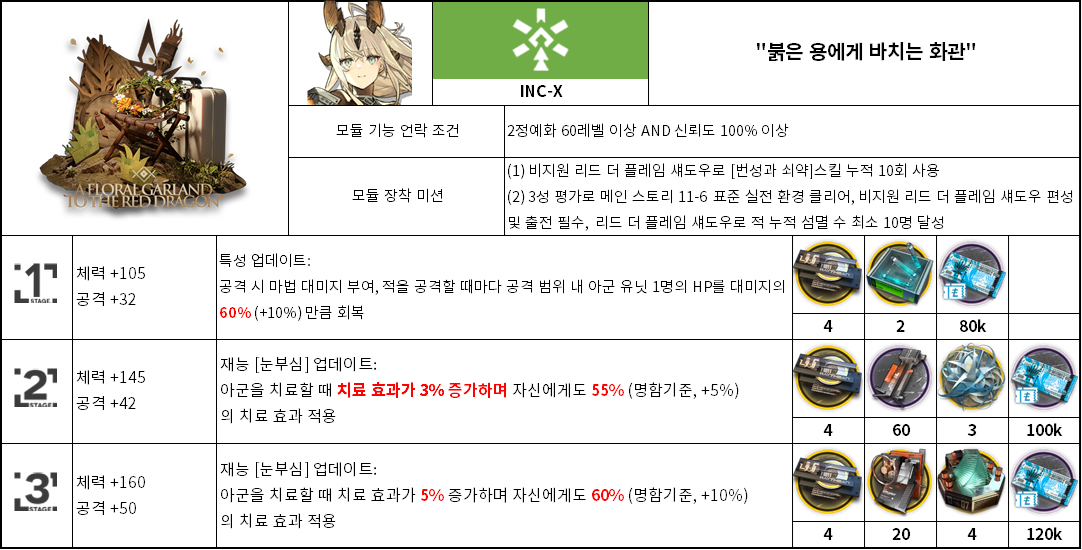 A FLORAL GARLAND
TO THE RED DRAGON
INC-X
"붉은 용에게 바치는 화관"
모듈 기능 언락 조건
2정예화 60레벨 이상 AND 신뢰도 100% 이상
모듈 장착 미션
(1) 비지원 리드 더 플레임 섀도우로 [번성과 쇠약]스킬 누적 10회 사용
(2) 3성 평가로 메인 스토리 11-6 표준 실전 환경 클리어, 비지원 리드 더 플레임 섀도우 편성
및 출전 필수, 리드 더 플레임 섀도우로 적 누적 섬멸 수 최소 10명 달성
1
STAGE
체력 +105
공격 +32
특성 업데이트:
공격 시 마법 대미지 부여, 적을 공격할 때마다 공격 범위 내 아군 유닛 1명의 HP를 대미지의
60% (+10%) 만큼 회복
4
2
80k
2
STAGE
체력 +145
공격 +42
재능 [눈부심] 업데이트:
아군을 치료할 때 치료 효과가 3% 증가하며 자신에게도 55% (명함기준, +5%)
의 치료 효과 적용
4
60
3
100k
3
STAGE
체력 +160
공격 +50
재능 [눈부심] 업데이트:
아군을 치료할 때 치료 효과가 5% 증가하며 자신에게도 60% (명함기준, +10%)
의 치료 효과 적용
4
20
4
120k